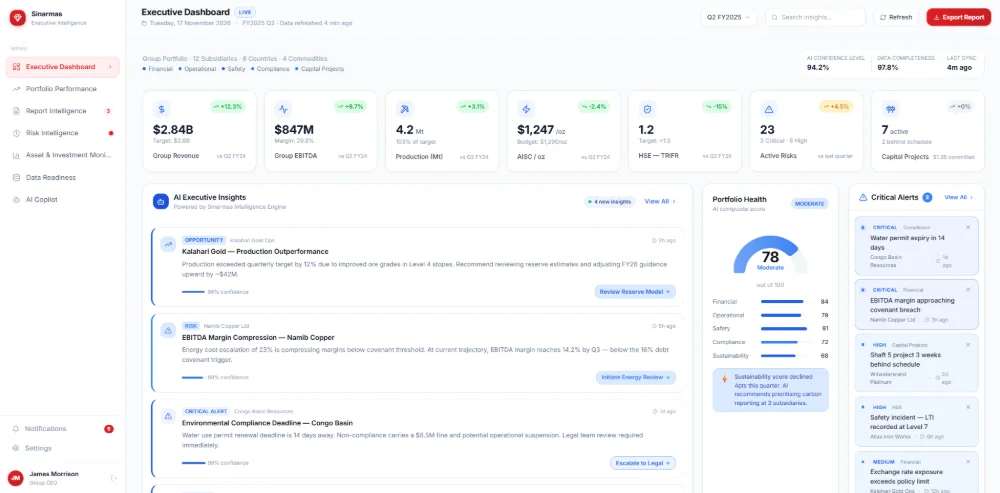 Sinarmas
Executive Intelligence
MENU
Executive Dashboard
Portfolio Performance
Report Intelligence 3
Risk Intelligence
Asset & Investment Moni...
Data Readiness
AI Copilot
Notifications
Settings
JM
James Morrison
Group CEO
Executive Dashboard LIVE
Tuesday, 17 November 2026 · FY2025 Q2 · Data refreshed 4 min ago
Q2 FY2025
Search insights...
Refresh
Export Report
Group Portfolio · 12 Subsidiaries · 6 Countries · 4 Commodities
Financial Operational Safety Compliance Capital Projects
AI CONFIDENCE LEVEL
94.2%
DATA COMPLETENESS
97.8%
LAST SYNC
4m ago
+12.3%
$2.84B
Target: $2.6B
Group Revenue vs Q2 FY24
+8.7%
$847M
Margin: 29.8%
Group EBITDA vs Q2 FY24
+3.1%
4.2 Mt
103% of target
Production (Mt) vs Q2 FY24
-2.4%
$1,247 /oz
Budget: $1,290/oz
AISC / oz vs Q2 FY24
-15%
1.2
Target: <1.5
HSE — TRIFR vs Q2 FY24
+4.5%
23
3 Critical · 8 High
Active Risks vs last quarter
+0%
7 active
2 behind schedule
Capital Projects $1.2B committed
AI Executive Insights
Powered by Sinarmas Intelligence Engine
4 new insights
View All
OPPORTUNITY Kalahari Gold Ops
2h ago
Kalahari Gold — Production Outperformance
Production exceeded quarterly target by 12% due to improved ore grades in Level 4 stopes. Recommend reviewing reserve estimates and adjusting FY26 guidance
upward by ~$42M.
96% confidence
Review Reserve Model
RISK Namib Copper Ltd
5h ago
EBITDA Margin Compression — Namib Copper
Energy cost escalation of 23% is compressing margins below covenant threshold. At current trajectory, EBITDA margin reaches 14.2% by Q3 — below the 16% debt
covenant trigger.
89% confidence
Initiate Energy Review
CRITICAL ALERT Congo Basin Resources
1d ago
Environmental Compliance Deadline — Congo Basin
Water use permit renewal deadline is 14 days away. Non-compliance carries a $8.5M fine and potential operational suspension. Legal team review required
immediately.
99% confidence
Escalate to Legal
Portfolio Health
AI composite score
MODERATE
78
Moderate
out of 100
Financial 84
Operational 79
Safety 91
Compliance 72
Sustainability 68
Sustainability score declined
4pts this quarter. AI
recommends prioritising carbon
reporting at 3 subsidiaries.
Critical Alerts
View All
CRITICAL Compliance
Water permit expiry in 14
days
Congo Basin
Resources
1d
ago
CRITICAL Financial
EBITDA margin approaching
covenant breach
Namib Copper Ltd · 3h ago
HIGH Capital Projects
Shaft 5 project 3 weeks
behind schedule
Witwatersrand
Platinum
2d
ago
HIGH HSE
Safety incident — LTI
recorded at Level 7
Atlas Iron Works · 6h ago
MEDIUM Financial
Exchange rate exposure
exceeds policy limit
Kalahari Gold Ops · 12h ago